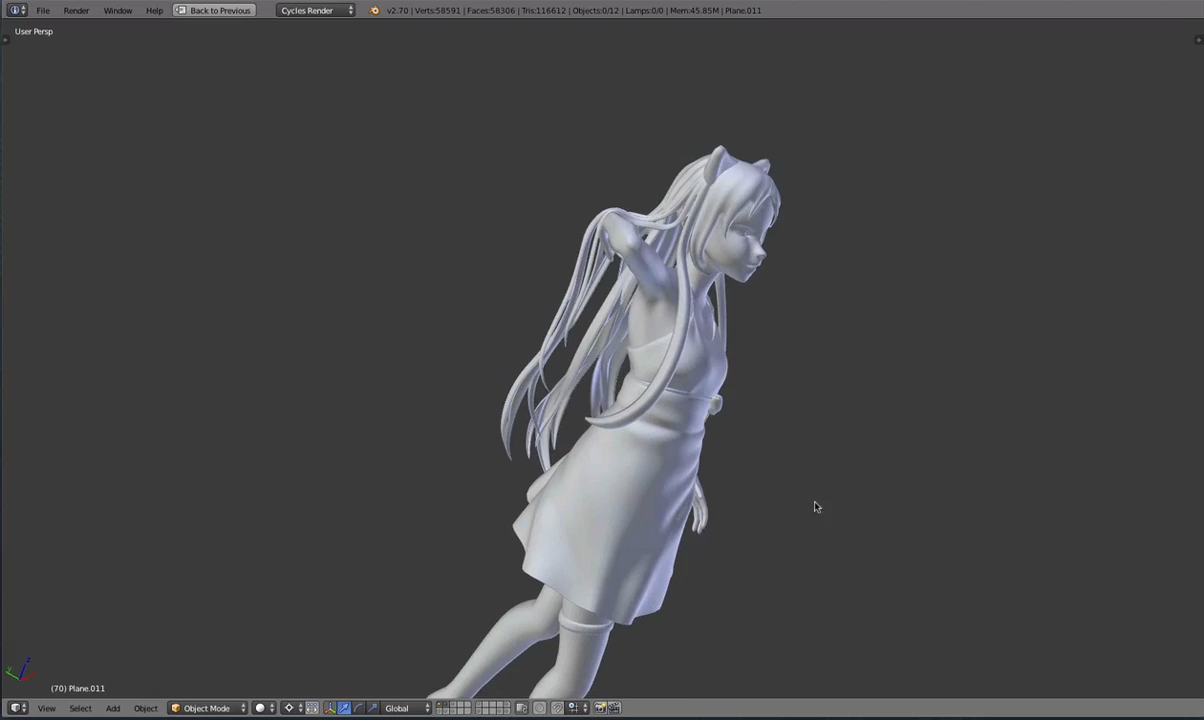 File Render Window Help Back to Previous Cycles Render v2.70 | Verts:58591 | Faces:58306 | Tris:116612 | Objects:0/12 | Lamps:0/0 | Mem:45.85M | Plane.011
User Persp
z
y
(70) Plane.011
View Select Add Object Object Mode Global